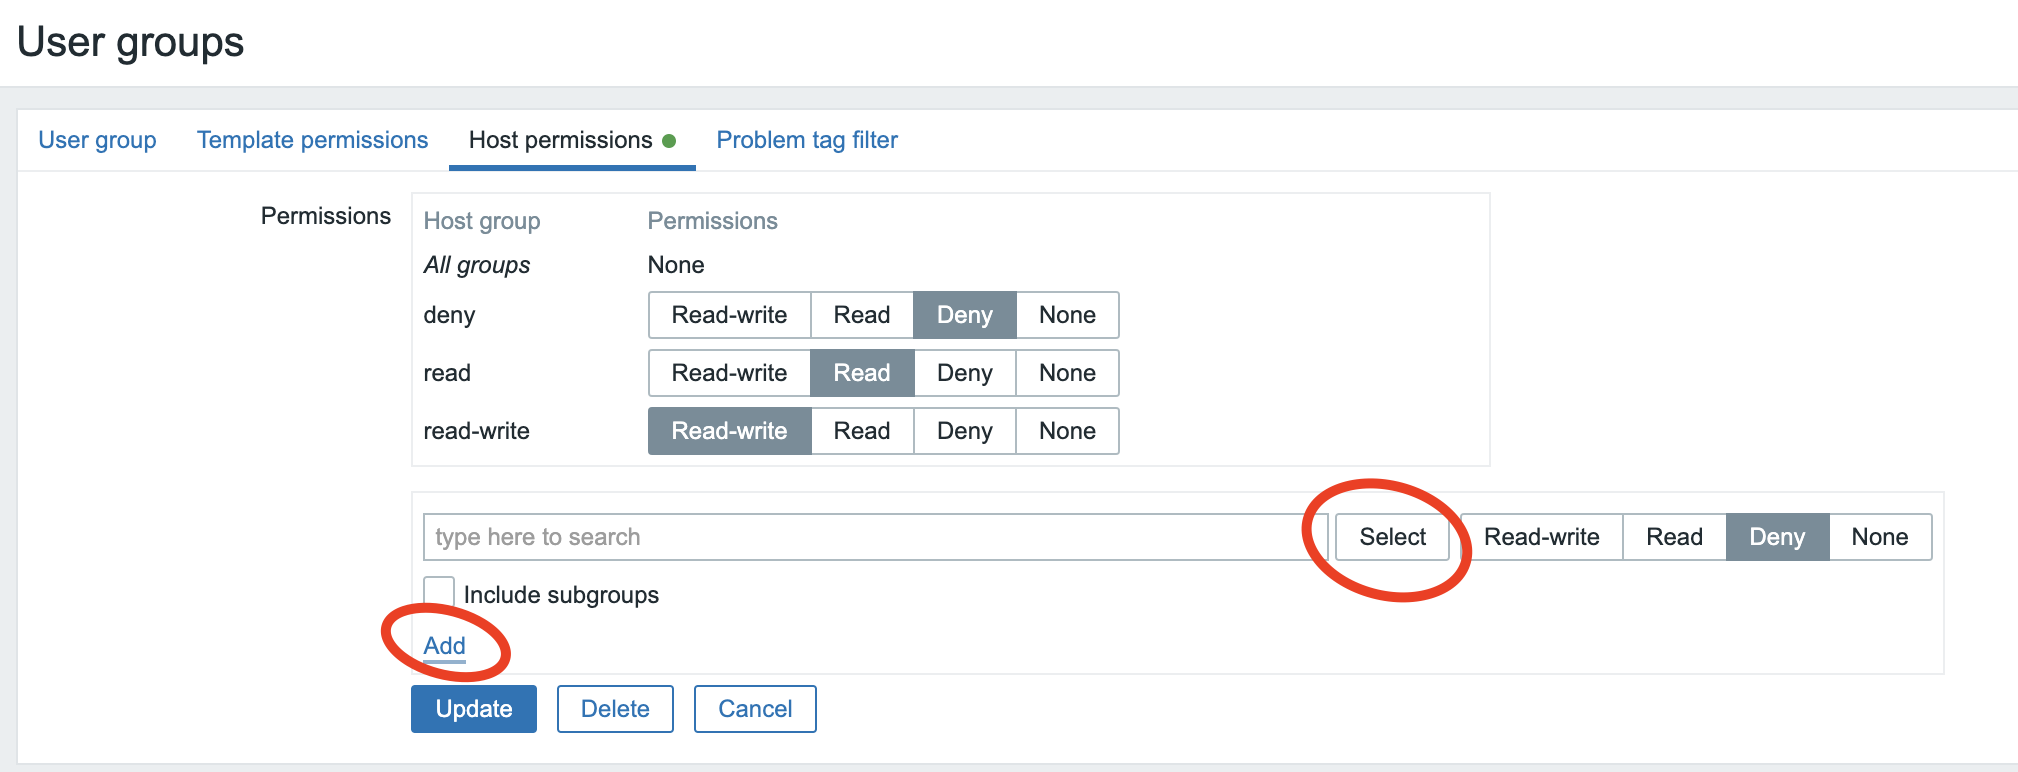 User groups
User group Template permissions Host permissions Problem tag filter
Permissions Host group Permissions
All groups None
deny Read-write Read Deny None
read Read-write Read Deny None
read-write Read-write Read Deny None
type here to search Select Read-write Read Deny None
Include subgroups
Add
Update Delete Cancel